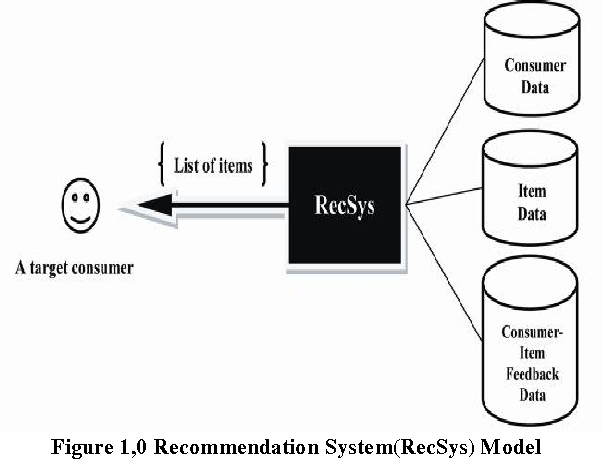 Consumer
Data
{ List of items }
RecSys
Item
Data
A target consumer
Consumer-
Item
Feedback
Data
Figure 1,0 Recommendation System(RecSys) Model